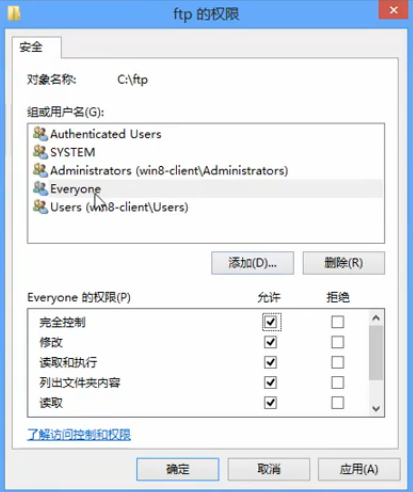 ftp 的权限
安全
对象名称: C:\ftp
组或用户名(G):
Authenticated Users
SYSTEM
Administrators (win8-client\Administrators)
Everyone
Users (win8-client\Users)
添加(D)... 删除(R)
Everyone 的权限(P) 允许 拒绝
完全控制
修改
读取和执行
列出文件夹内容
读取
了解访问控制和权限
确定 取消 应用(A)